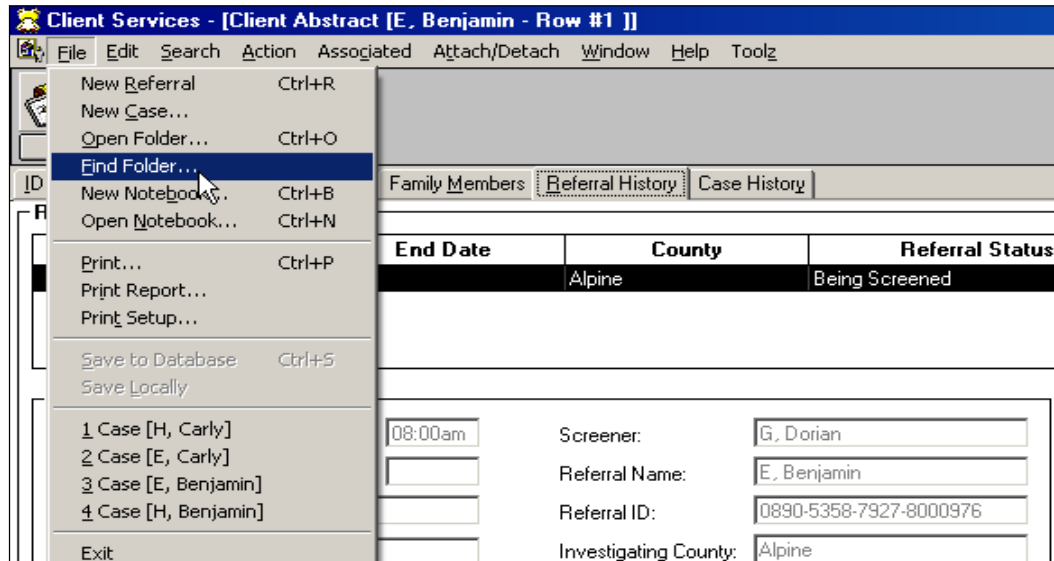 Client Services - [Client Abstract [E, Benjamin - Row #1 ]]
File Edit Search Action Associated Attach/Detach Window Help Toolz
New Referral Ctrl+R
New Case...
Open Folder... Ctrl+O
Find Folder...
New Notebook... Ctrl+B
Open Notebook... Ctrl+N
Print... Ctrl+P
Print Report...
Print Setup...
Save to Database Ctrl+S
Save Locally
1 Case [H, Carly]
2 Case [E, Carly]
3 Case [E, Benjamin]
4 Case [H, Benjamin]
Exit
ID Family Members Referral History Case History
End Date County Referral Status
Alpine Being Screened
08:00am Screener: G, Dorian
Referral Name: E, Benjamin
Referral ID: 0890-5358-7927-8000976
Investigating County: Alpine